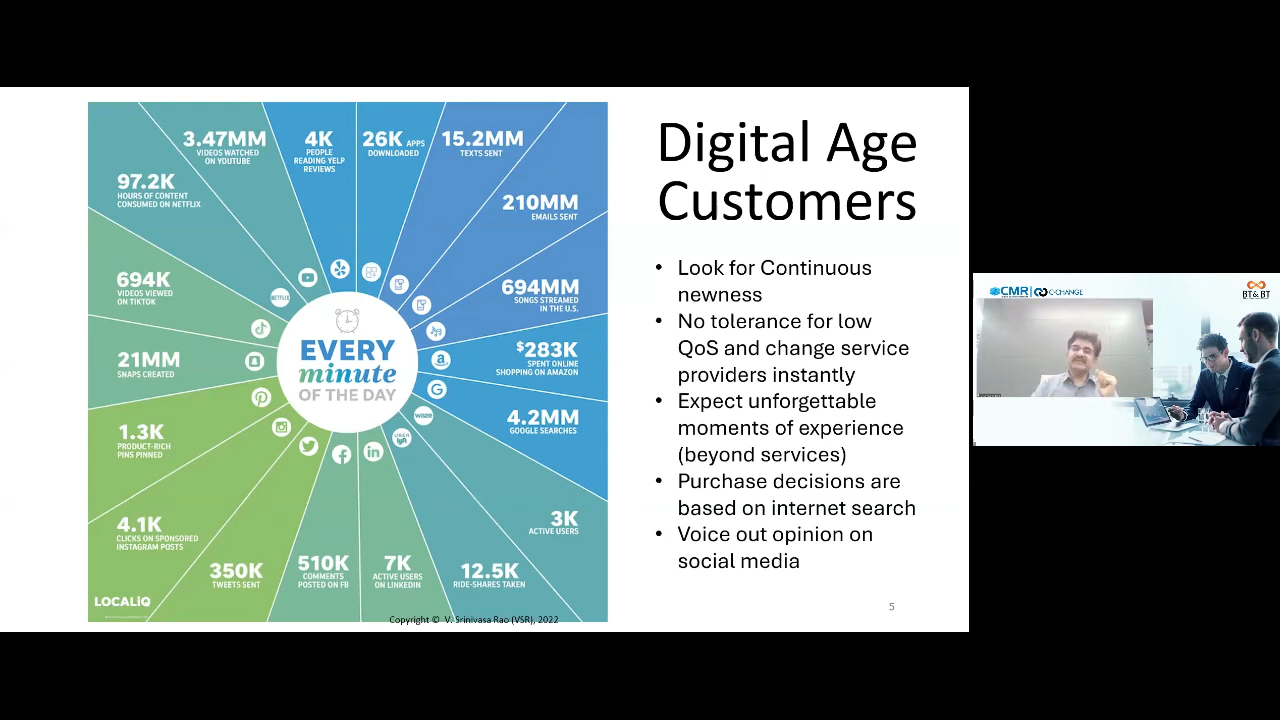 Digital Age
Customers
• Look for Continuous
newness
• No tolerance for low
QoS and change service
providers instantly
• Expect unforgettable
moments of experience
(beyond services)
• Purchase decisions are
based on internet search
• Voice out opinion on
social media
5
3.47MM
VIDEOS WATCHED
ON YOUTUBE
4K
PEOPLE
READING YELP
REVIEWS
26K APPS
DOWNLOADED
15.2MM
TEXTS SENT
210MM
EMAILS SENT
694MM
SONGS STREAMED
IN THE U.S.
$283K
SPENT ONLINE
SHOPPING ON AMAZON
4.2MM
GOOGLE SEARCHES
3K
ACTIVE USERS
12.5K
RIDE-SHARES TAKEN
7K
ACTIVE USERS
ON LINKEDIN
510K
COMMENTS
POSTED ON FB
350K
TWEETS SENT
4.1K
CLICKS ON SPONSORED
INSTAGRAM POSTS
1.3K
PRODUCT-RICH
PINS PINNED
21MM
SNAPS CREATED
694K
VIDEOS VIEWED
ON TIKTOK
97.2K
HOURS OF CONTENT
CONSUMED ON NETFLIX
NETFLIX
waze
UBER
lyft
EVERY
minute
OF THE DAY
LOCALiQ
Copyright © V. Srinivasa Rao (VSR), 2022
CMR
C-CHANGE
BT&BT